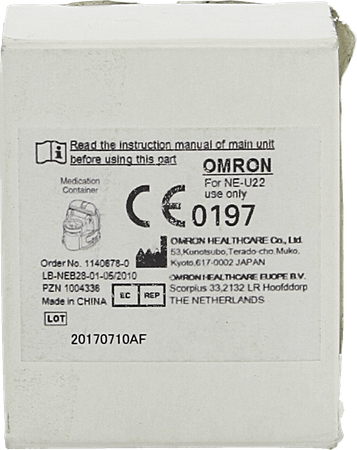 Read the instruction manual of main unit
before using this part
OMRON
Medication
Container
For NE-U22
use only
CE 0197
Order No. 1140678-0
LB-NEB28-01-05/2010
PZN 1004336
Made in CHINA
OMRON HEALTHCARE Co., Ltd.
53, Kunotsubo, Terado-cho, Muko,
Kyoto, 617-0002 JAPAN
EC REP
OMRON HEALTHCARE EUROPE B.V.
Scorpius 33, 2132 LR Hoofddorp
THE NETHERLANDS
LOT
20170710AF